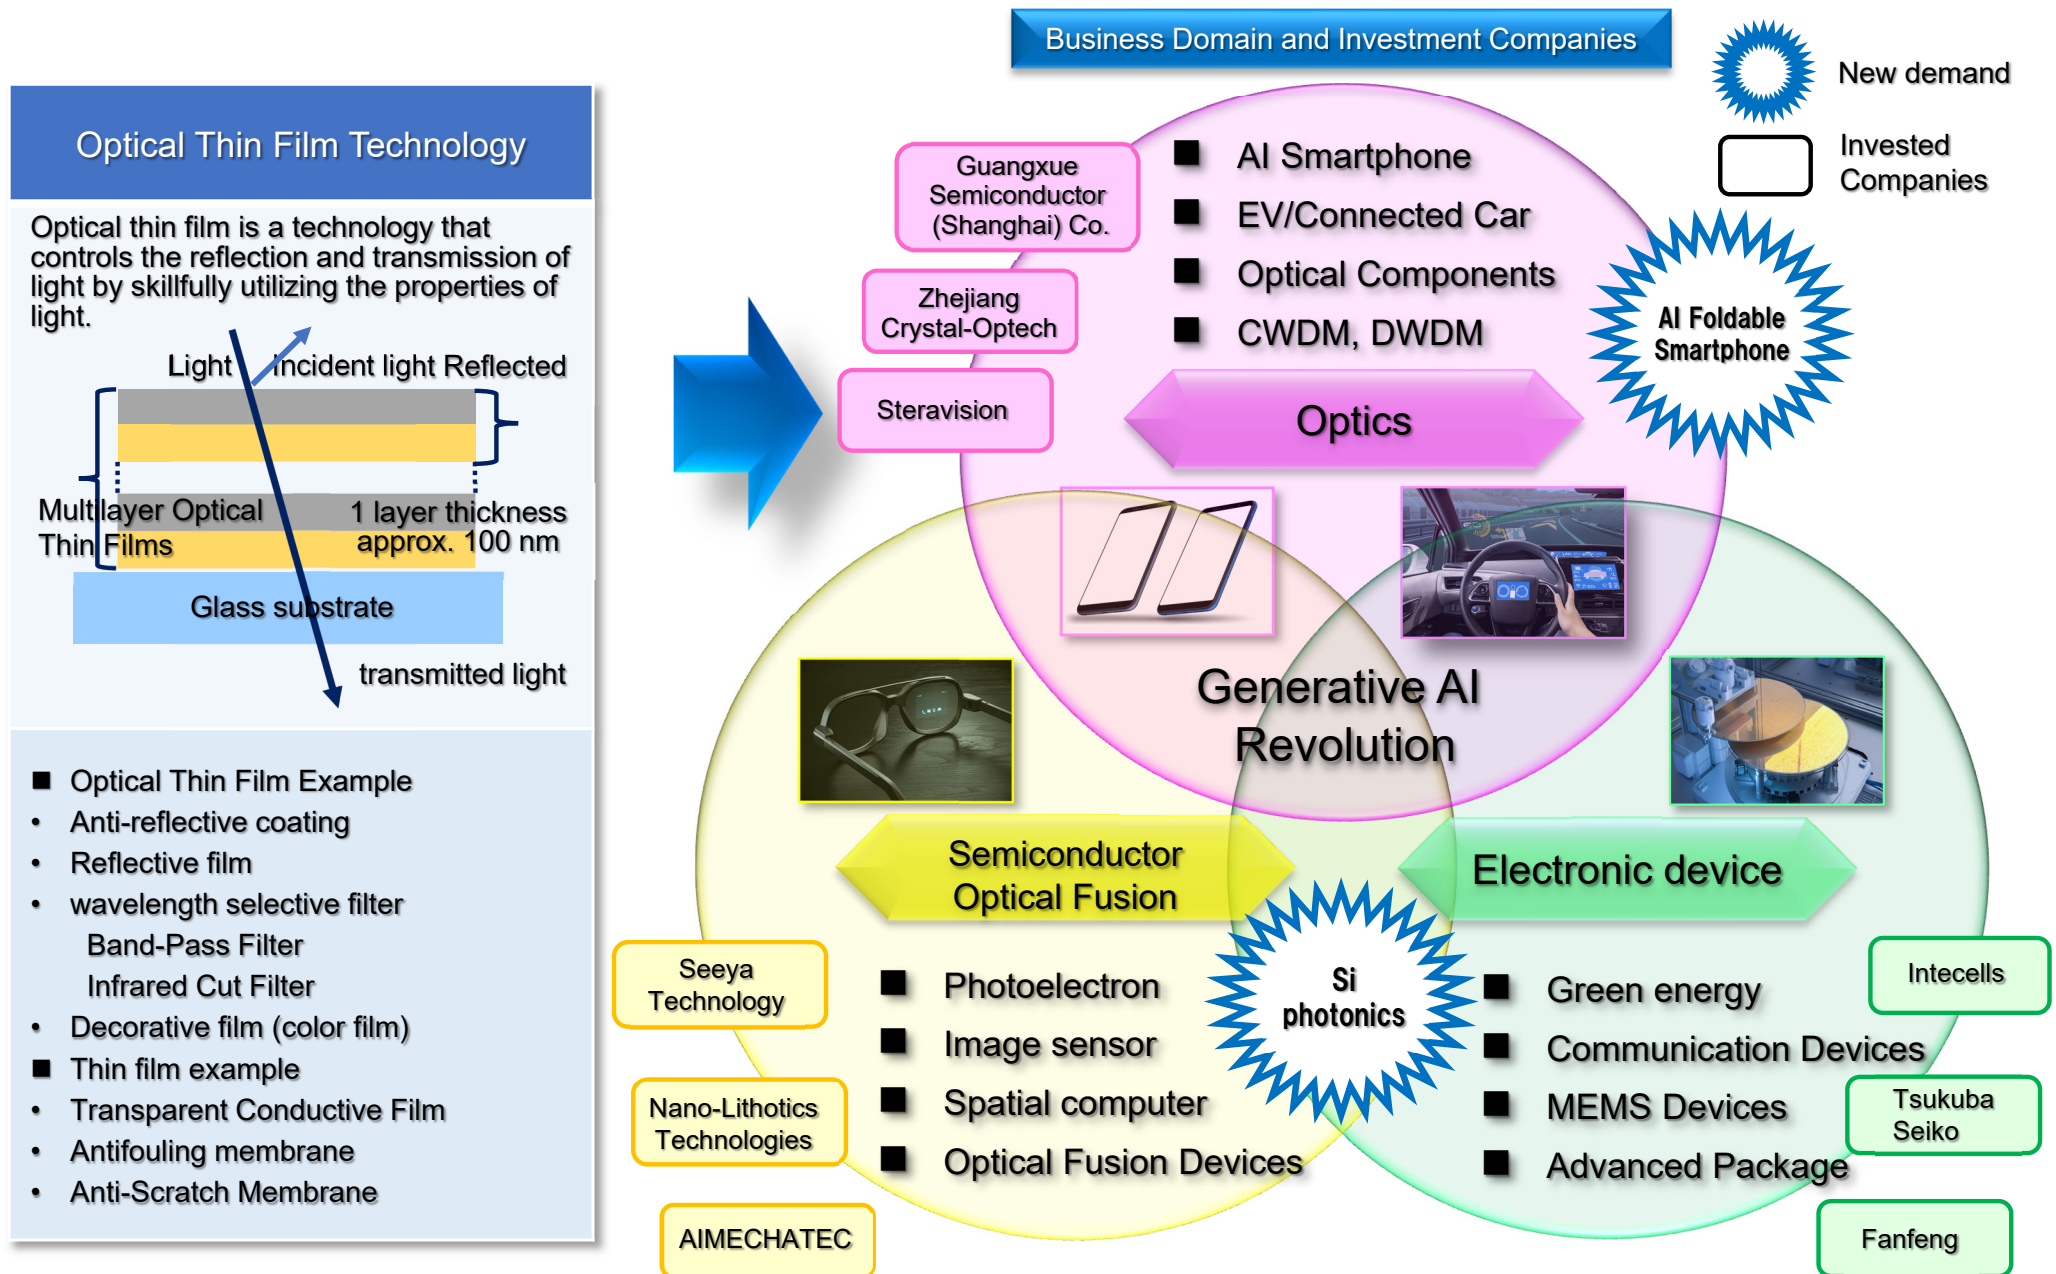 Business Domain and Investment Companies
New demand
Invested
Companies
Optical Thin Film Technology
Optical thin film is a technology that
controls the reflection and transmission of
light by skillfully utilizing the properties of
light.
Light
Incident light Reflected
Multilayer Optical
Thin Films
1 layer thickness
approx. 100 nm
Glass substrate
transmitted light
■ Optical Thin Film Example
• Anti-reflective coating
• Reflective film
• wavelength selective filter
Band-Pass Filter
Infrared Cut Filter
• Decorative film (color film)
■ Thin film example
• Transparent Conductive Film
• Antifouling membrane
• Anti-Scratch Membrane
Guangxue
Semiconductor
(Shanghai) Co.
Zhejiang
Crystal-Optech
Steravision
■ AI Smartphone
■ EV/Connected Car
■ Optical Components
■ CWDM, DWDM
AI Foldable
Smartphone
Optics
Generative AI
Revolution
Semiconductor
Optical Fusion
Electronic device
Seeya
Technology
Nano-Lithotics
Technologies
AIMECHATEC
■ Photoelectron
■ Image sensor
■ Spatial computer
■ Optical Fusion Devices
Si
photonics
■ Green energy
■ Communication Devices
■ MEMS Devices
■ Advanced Package
Intecells
Tsukuba
Seiko
Fanfeng